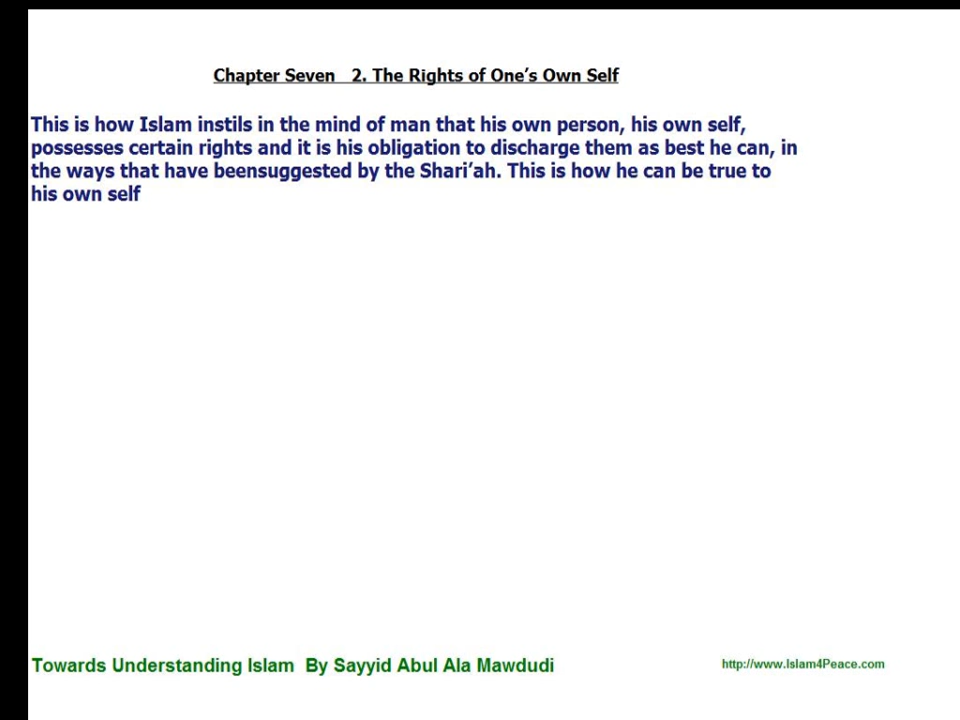 Chapter Seven   2. The Rights of One's Own Self
This is how Islam instils in the mind of man that his own person, his own self,
possesses certain rights and it is his obligation to discharge them as best he can, in
the ways that have beensuggested by the Shari'ah. This is how he can be true to
his own self
Towards Understanding Islam  By Sayyid Abul Ala Mawdudi
http://www.Islam4Peace.com